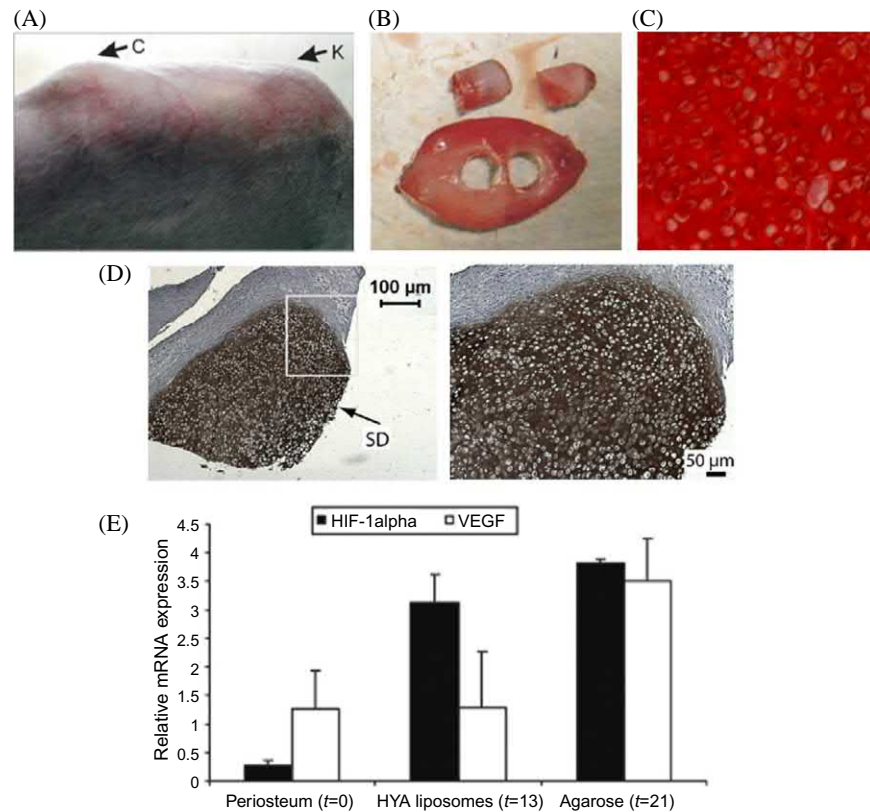 (A)
C
K
(B)
(C)
(D)
100 µm
SD
50 µm
(E)
HIF-1alpha VEGF
Relative mRNA expression
4.5
4
3.5
3
2.5
2
1.5
1
0.5
0
Periosteum (t=0) HYA liposomes (t=13) Agarose (t=21)